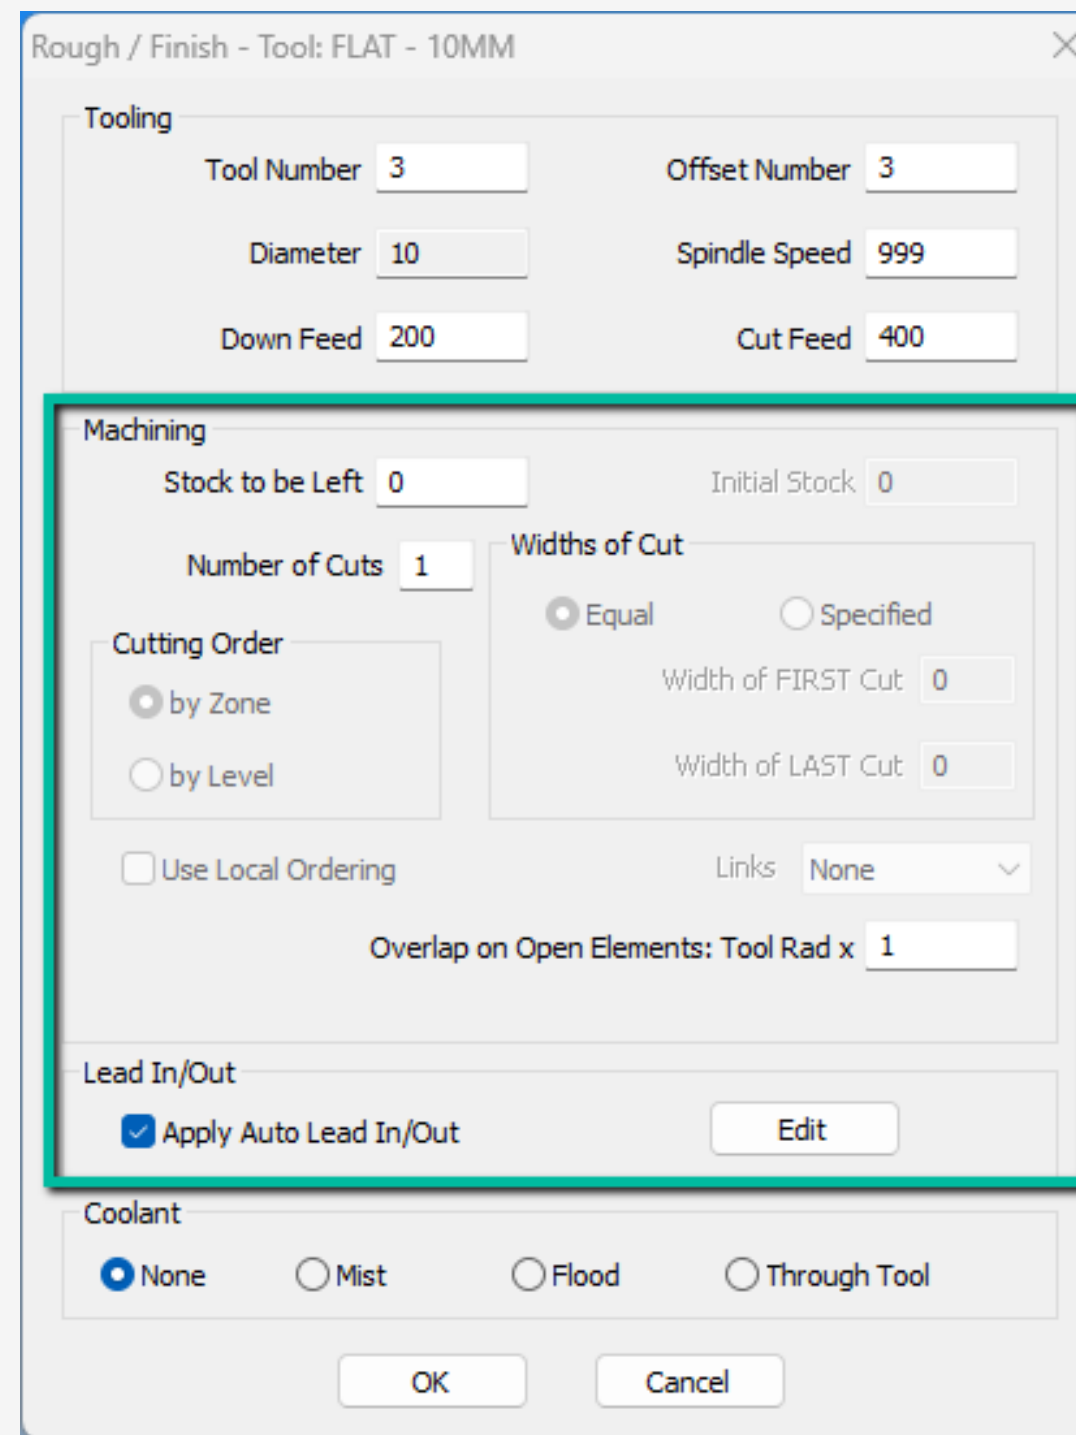 Rough / Finish - Tool: FLAT - 10MM
Tooling
Tool Number 3 Offset Number 3
Diameter 10 Spindle Speed 999
Down Feed 200 Cut Feed 400
Machining
Stock to be Left 0 Initial Stock 0
Number of Cuts 1
Widths of Cut
Equal Specified
Width of FIRST Cut 0
Width of LAST Cut 0
Cutting Order
by Zone
by Level
Use Local Ordering Links None
Overlap on Open Elements: Tool Rad x 1
Lead In/Out
Apply Auto Lead In/Out Edit
Coolant
None Mist Flood Through Tool
OK Cancel